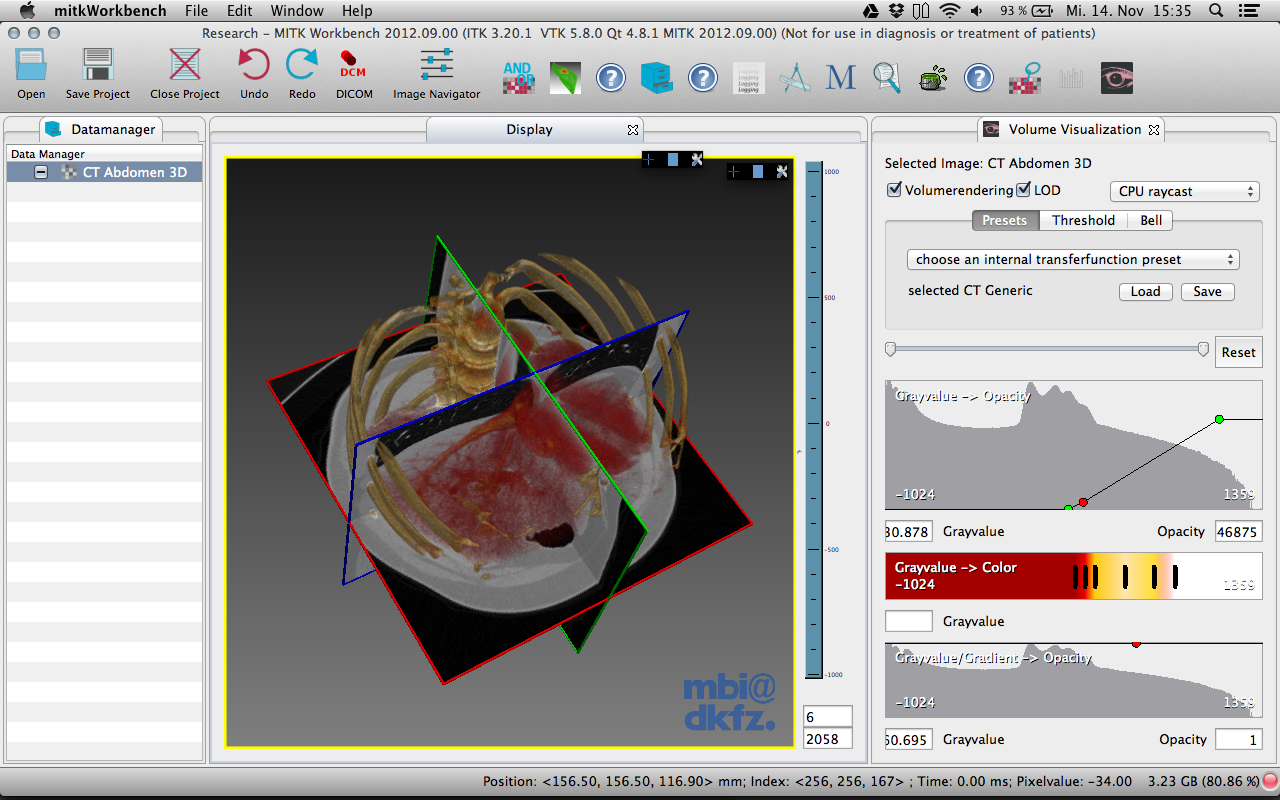 mitkWorkbench File Edit Window Help 93 % Mi. 14. Nov 15:35
Research – MITK Workbench 2012.09.00 (ITK 3.20.1 VTK 5.8.0 Qt 4.8.1 MITK 2012.09.00) (Not for use in diagnosis or treatment of patients)
AND
OR
DCM
Logging
Logging
Logging
Logging
M
Open Save Project Close Project Undo Redo DICOM Image Navigator
Datamanager
Data Manager
CT Abdomen 3D
Display
1000
500
0
-500
-1000
6
2058
mbi@
dkfz.
Volume Visualization
Selected Image: CT Abdomen 3D
Volumerendering LOD CPU raycast
Presets Threshold Bell
choose an internal transferfunction preset
selected CT Generic Load Save
Reset
Grayvalue -> Opacity
-1024 1359
30.878 Grayvalue Opacity 46875
Grayvalue -> Color
-1024 1359
Grayvalue
Grayvalue/Gradient -> Opacity
-1024 1359
60.695 Grayvalue Opacity 1
Position: <156.50, 156.50, 116.90> mm; Index: <256, 256, 167> ; Time: 0.00 ms; Pixelvalue: -34.00 3.23 GB (80.86 %)